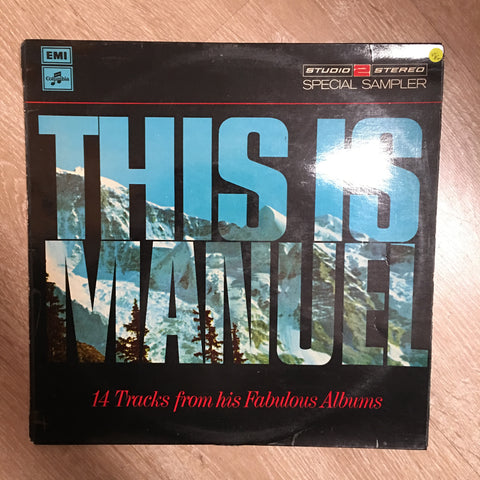 EMI
Columbia
STUDIO 2 STEREO
SPECIAL SAMPLER
THIS IS
MANUEL
14 Tracks from his Fabulous Albums